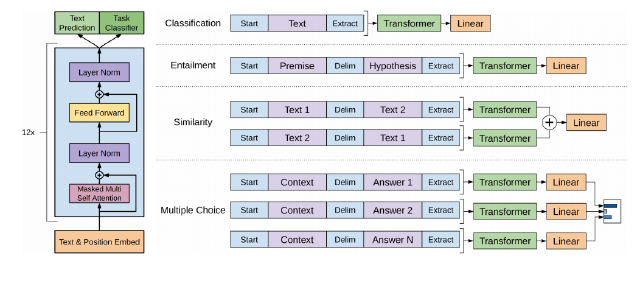 Text
Prediction
Task
Classifier
Layer Norm
Feed Forward
12x
Layer Norm
Masked Multi
Self Attention
Text & Position Embed
Classification
Start Text Extract Transformer Linear
Entailment
Start Premise Delim Hypothesis Extract Transformer Linear
Similarity
Start Text 1 Delim Text 2 Extract Transformer
+ Linear
Start Text 2 Delim Text 1 Extract Transformer
Multiple Choice
Start Context Delim Answer 1 Extract Transformer Linear
Start Context Delim Answer 2 Extract Transformer Linear
Start Context Delim Answer N Extract Transformer Linear